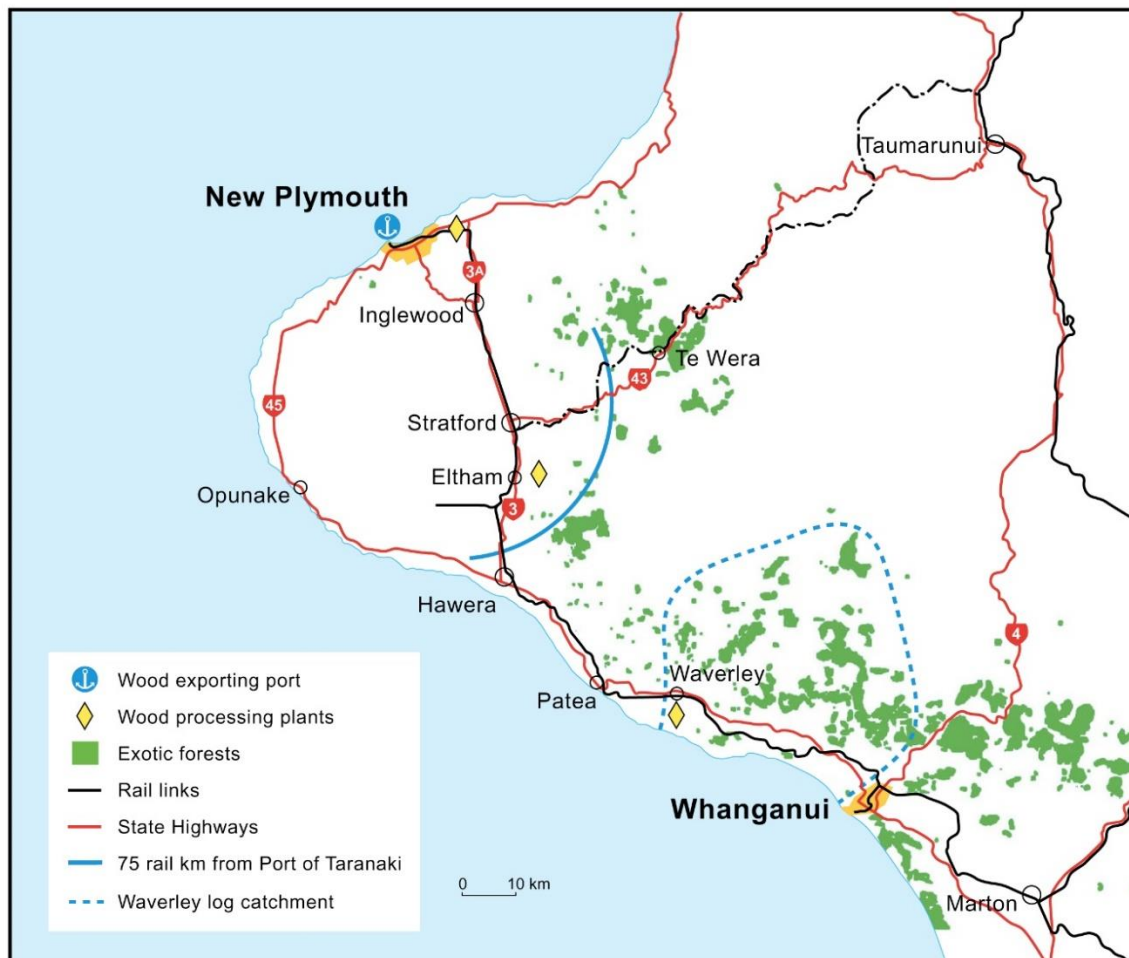 Taumarunui
New Plymouth
3A
Inglewood
Te Wera
43
45
Stratford
Eltham
Opunake
3
Hawera
4
Waverley
Patea
Whanganui
Marton
Wood exporting port
Wood processing plants
Exotic forests
Rail links
State Highways
75 rail km from Port of Taranaki
Waverley log catchment
0 10 km